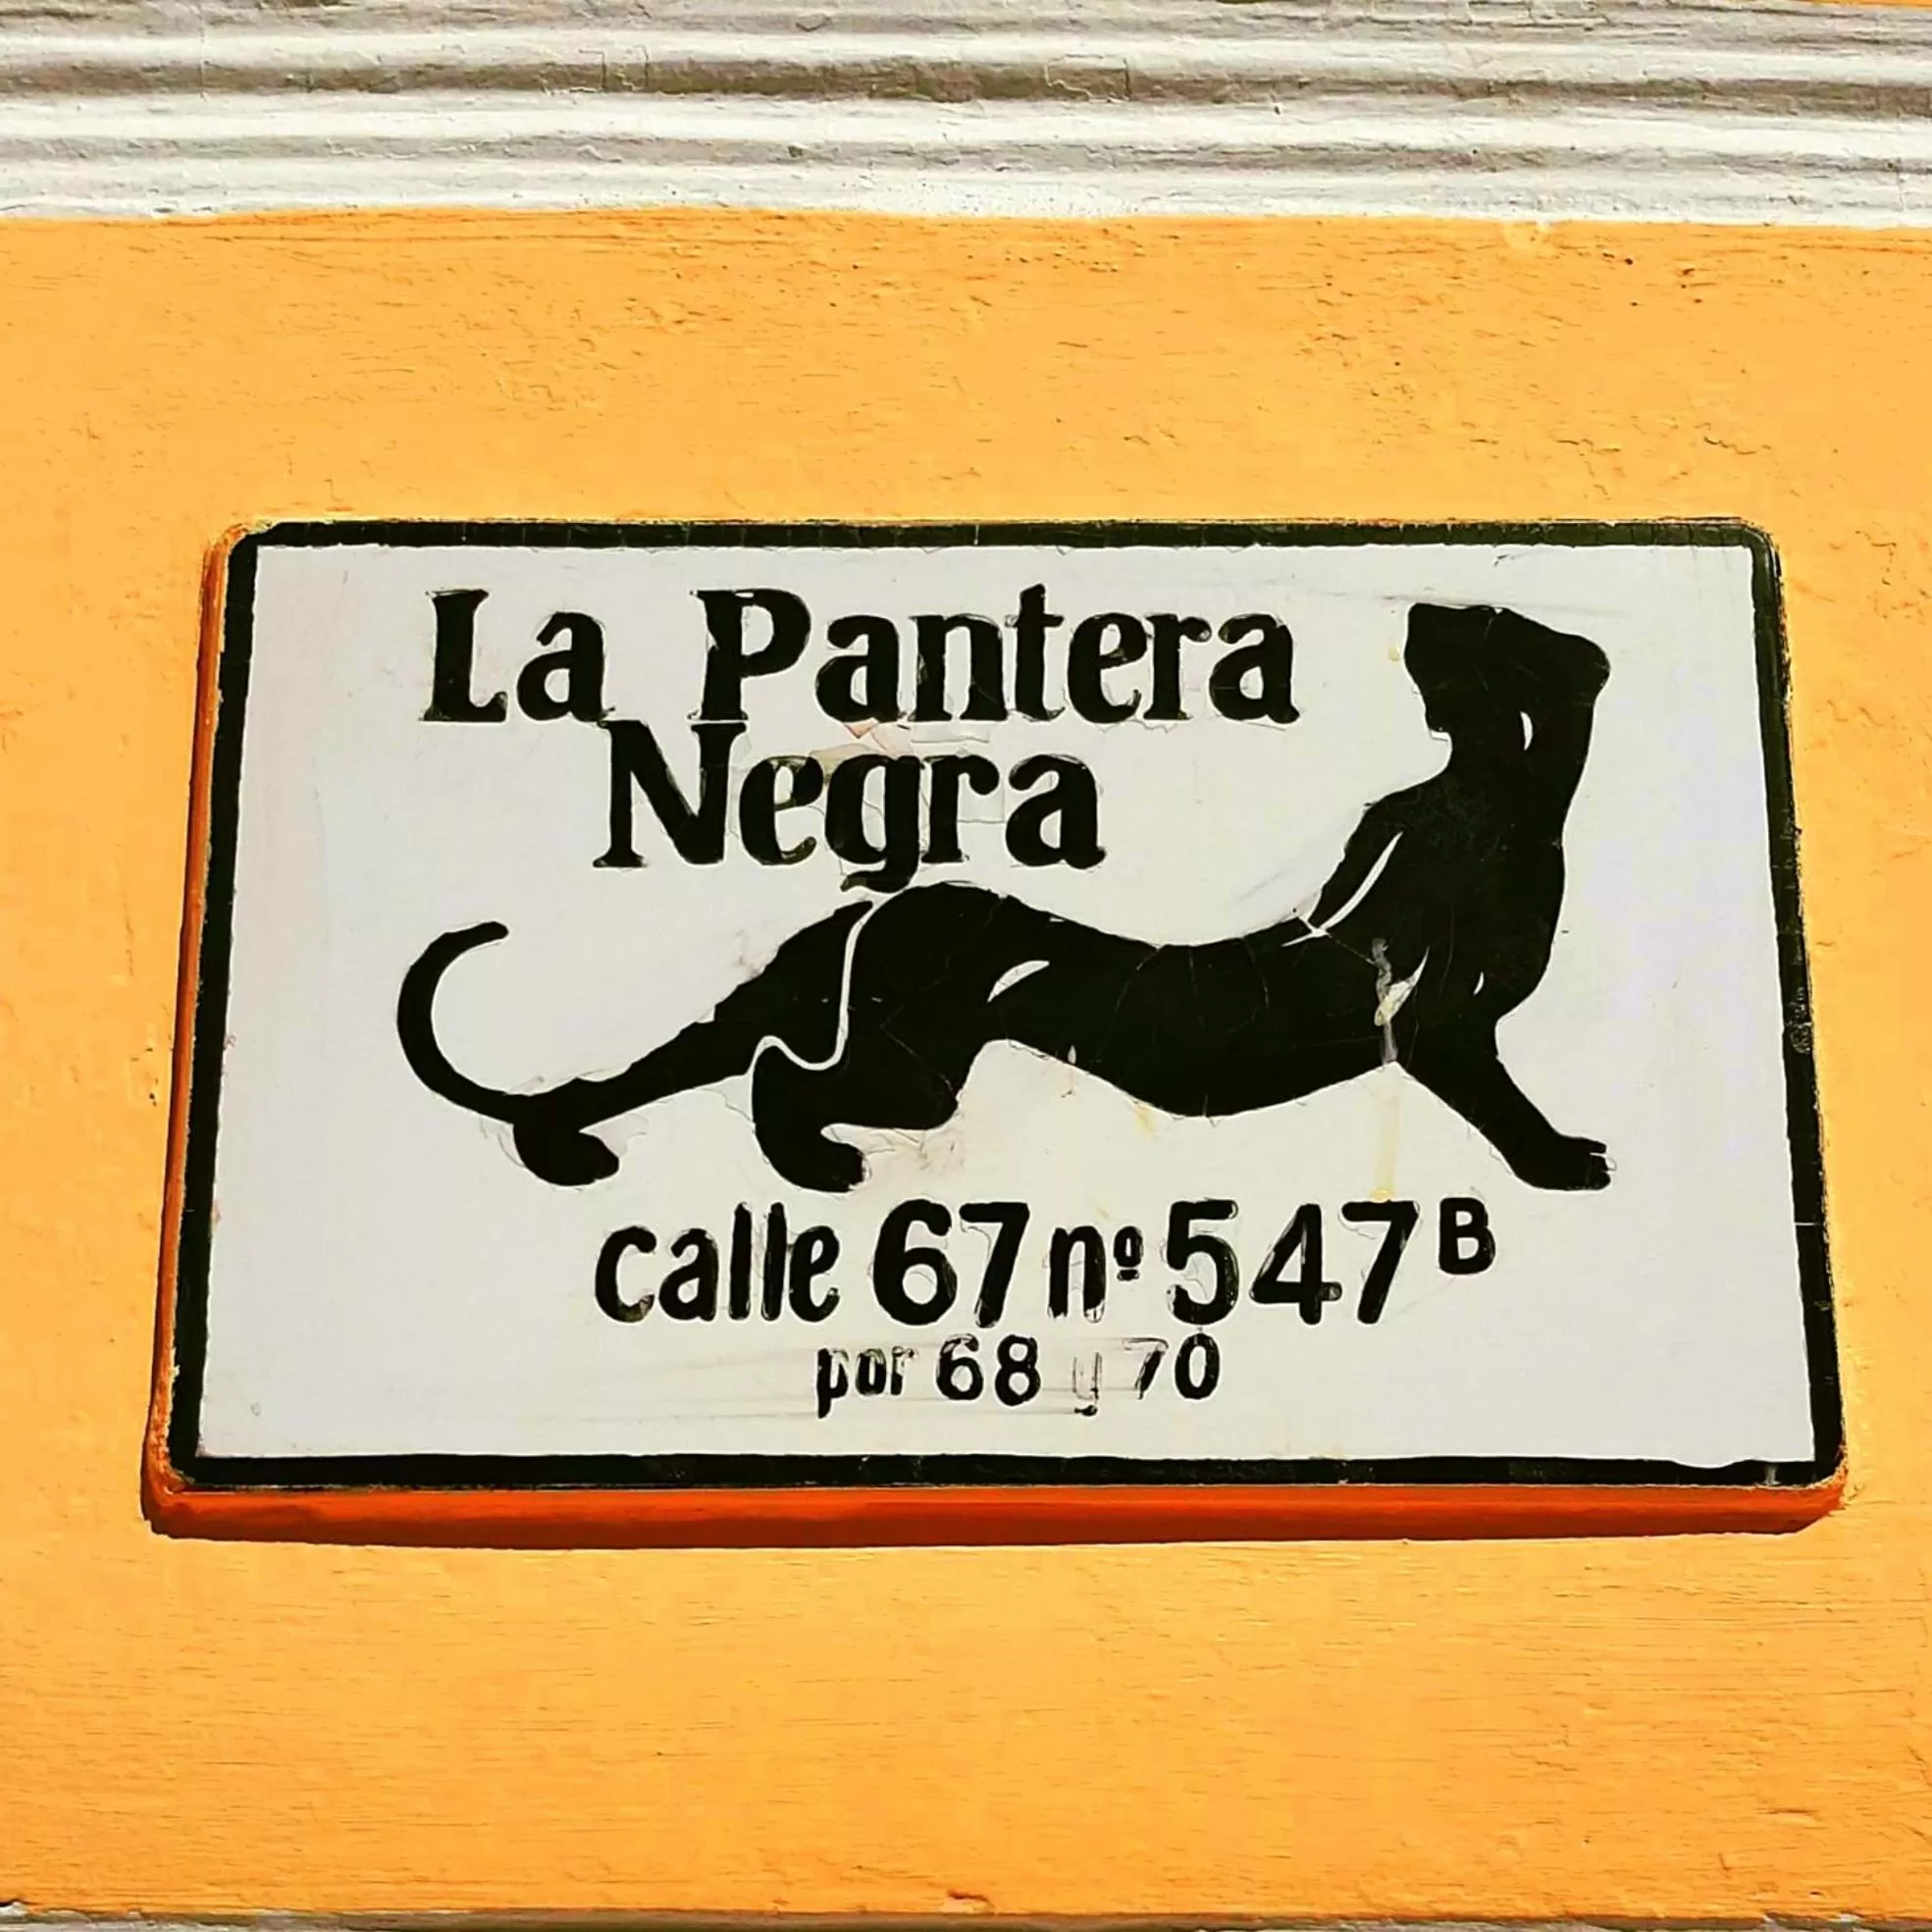 La Pantera
Negra
calle 67 nº 547 B
por 68 y 70